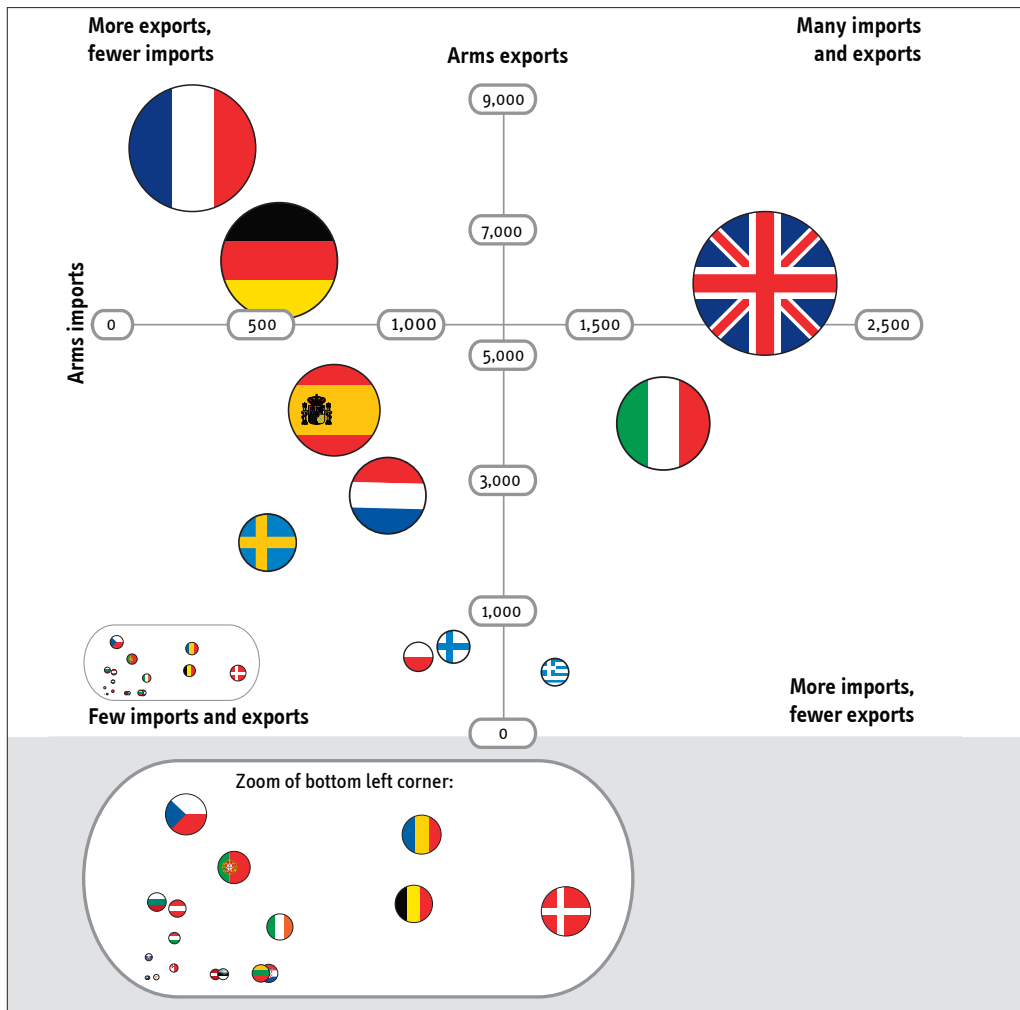 More exports,
fewer imports
Arms exports
Many imports
and exports
9,000
7,000
Arms imports
0
500
1,000
1,500
2,500
5,000
3,000
1,000
Few imports and exports
More imports,
fewer exports
0
Zoom of bottom left corner: